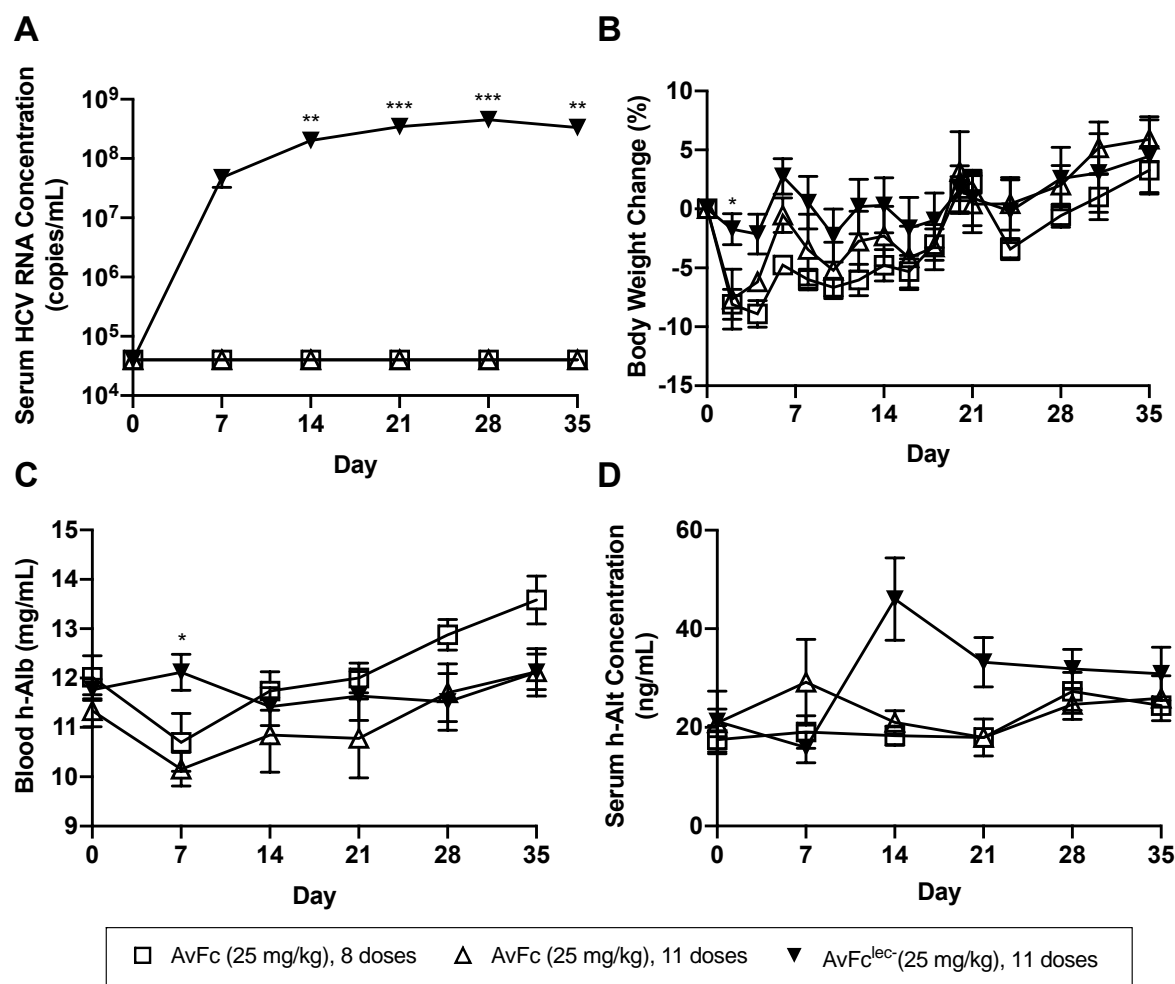 A
Serum HCV RNA Concentration
(copies/mL)
10⁹
10⁸
10⁷
10⁶
10⁵
10⁴
** *** *** **
0 7 14 21 28 35
Day
B
Body Weight Change (%)
10
5
0
-5
-10
-15
*
0 7 14 21 28 35
Day
C
Blood h-Alb (mg/mL)
15
14
13
12
11
10
9
*
0 7 14 21 28 35
Day
D
Serum h-Alt Concentration
(ng/mL)
60
40
20
0
0 7 14 21 28 35
Day
AvFc (25 mg/kg), 8 doses AvFc (25 mg/kg), 11 doses AvFcˡᵉᶜ⁻(25 mg/kg), 11 doses